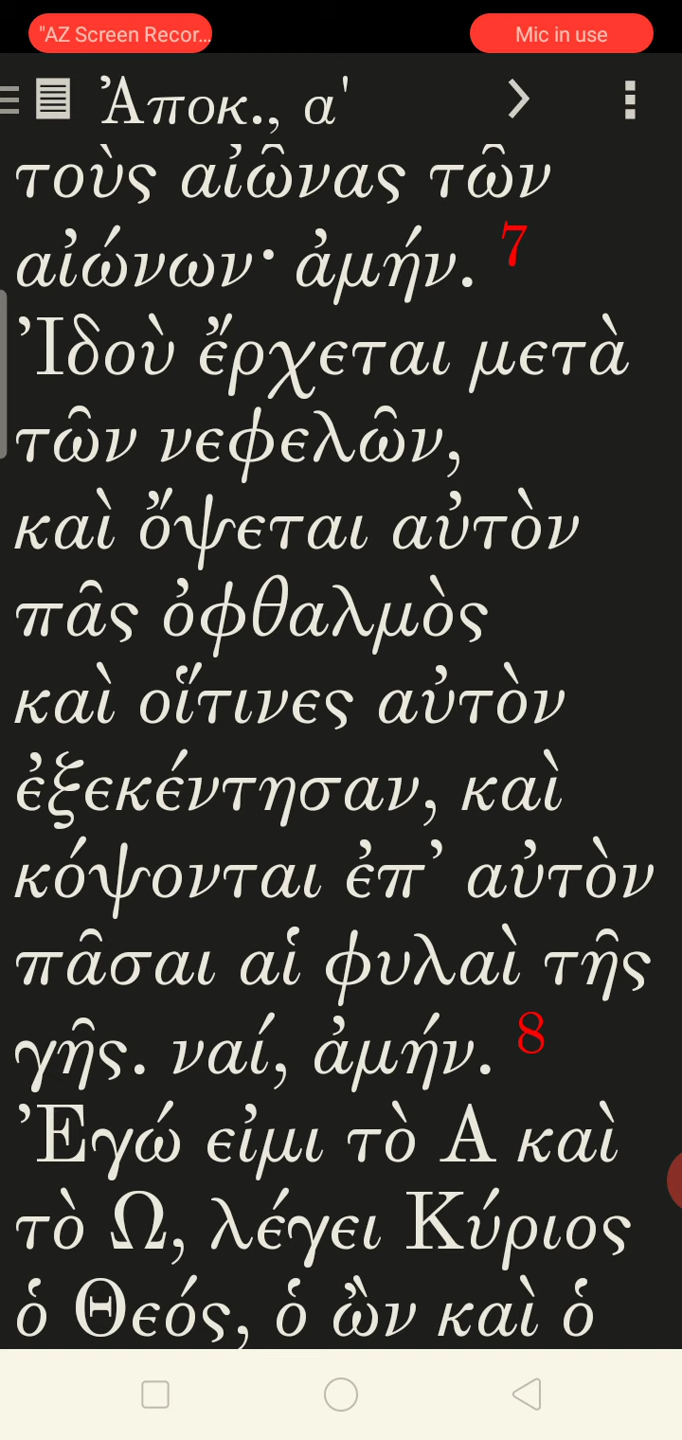 "AZ Screen Recor...
Mic in use
Ἀποκ., α'
τοὺς αἰῶνας τῶν
αἰώνων· ἀμήν. 7
Ἰδοὺ ἔρχεται μετὰ
τῶν νεφελῶν,
καὶ ὄψεται αὐτὸν
πᾶς ὀφθαλμὸς
καὶ οἵτινες αὐτὸν
ἐξεκέντησαν, καὶ
κόψονται ἐπ’ αὐτὸν
πᾶσαι αἱ φυλαὶ τῆς
γῆς. ναί, ἀμήν. 8
Ἐγώ εἰμι τὸ Α καὶ
τὸ Ω, λέγει Κύριος
ὁ Θεός, ὁ ὢν καὶ ὁ